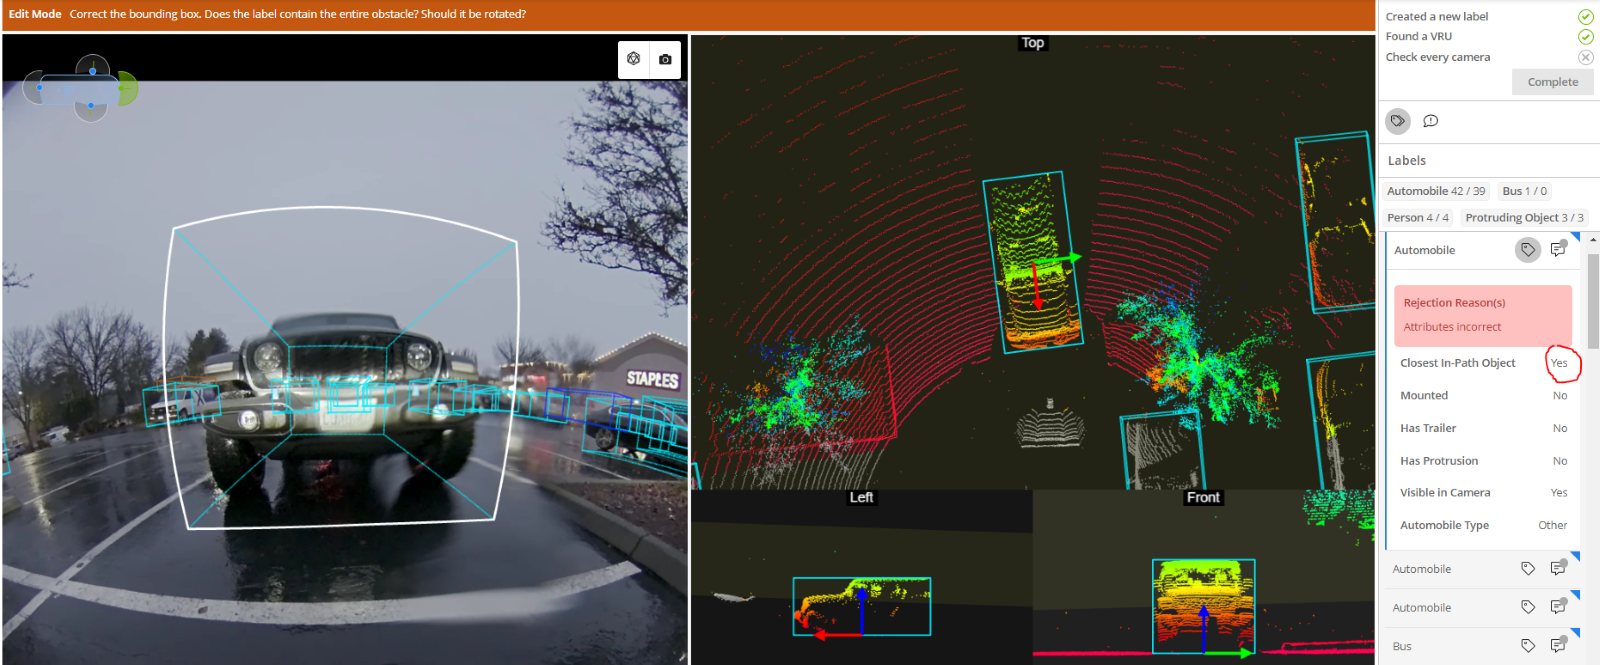 Edit Mode Correct the bounding box. Does the label contain the entire obstacle? Should it be rotated?
Top
STAPLES
Left
Front
Created a new label
Found a VRU
Check every camera
Complete
Labels
Automobile 42 / 39
Bus 1 / 0
Person 4 / 4
Protruding Object 3 / 3
Automobile
Rejection Reason(s)
Attributes Incorrect
Closest In-Path Object Yes
Mounted No
Has Trailer No
Has Protrusion No
Visible in Camera Yes
Automobile Type Other
Automobile
Automobile
Bus